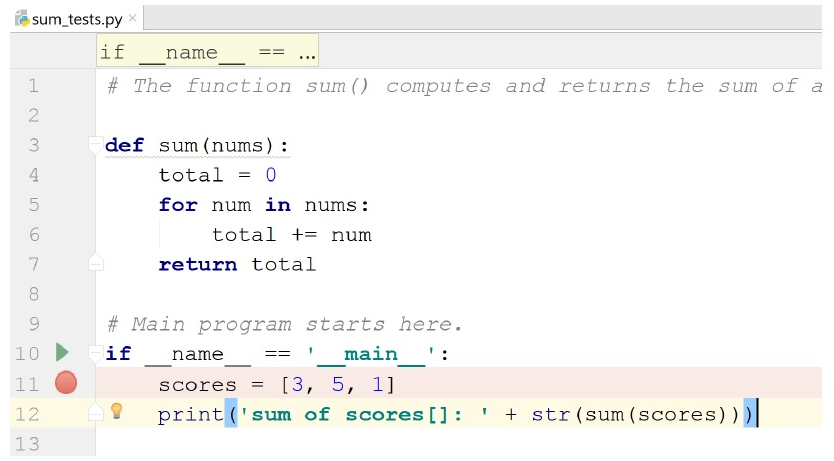 sum_tests.py ×
if __name__ == ...
1 # The function sum() computes and returns the sum of a
2
3 def sum(nums):
4 total = 0
5 for num in nums:
6 total += num
7 return total
8
9 # Main program starts here.
10 if __name__ == '__main__':
11 scores = [3, 5, 1]
12 print('sum of scores[]: ' + str(sum(scores)))
13